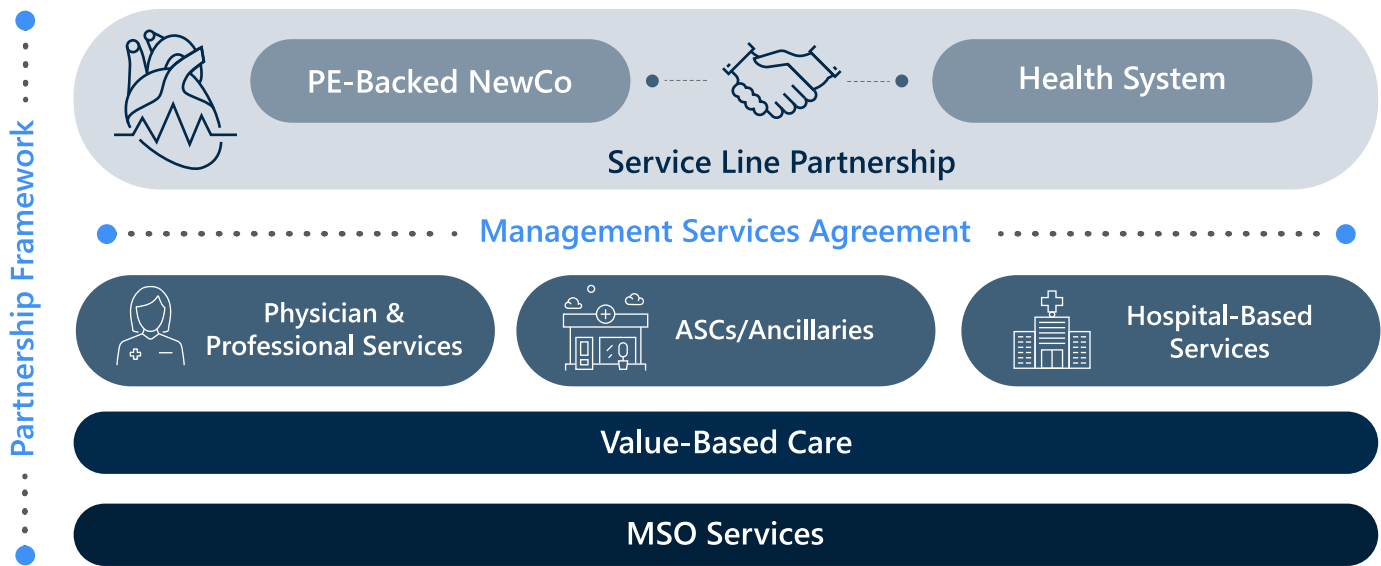 Partnership Framework
PE-Backed NewCo
Health System
Service Line Partnership
Management Services Agreement
Physician &
Professional Services
ASCs/Ancillaries
Hospital-Based
Services
Value-Based Care
MSO Services